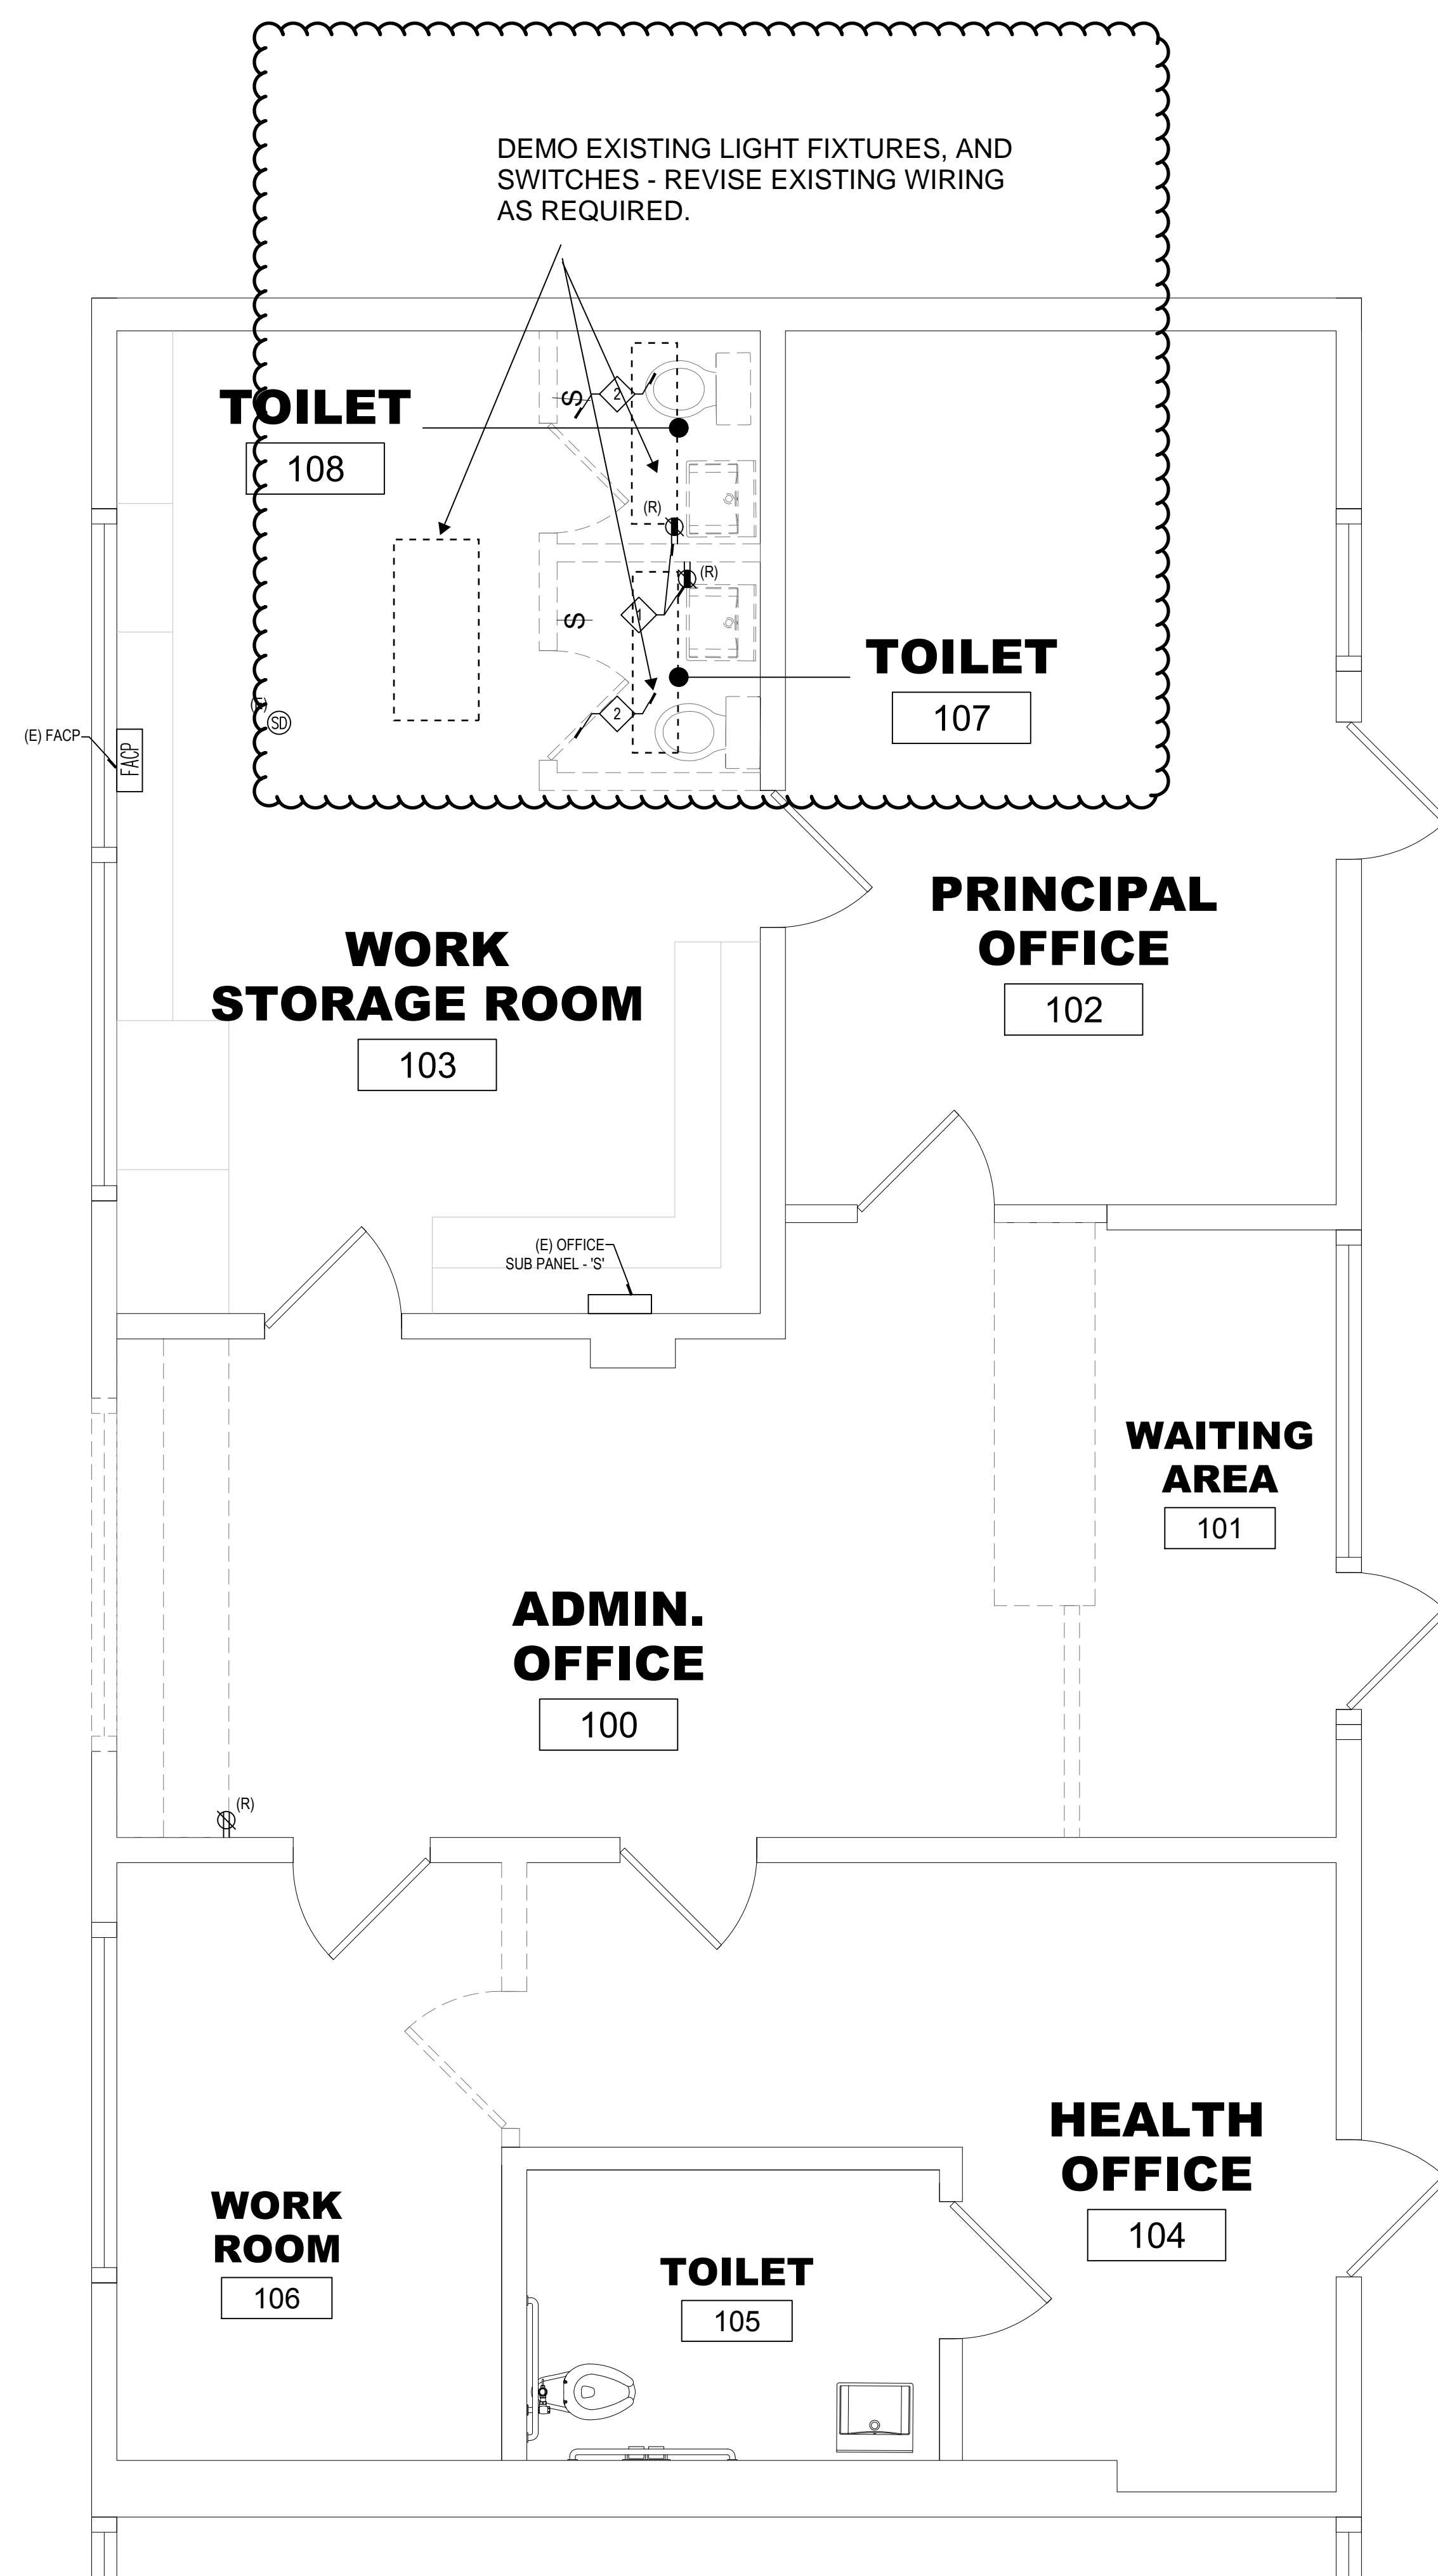 DEMO EXISTING LIGHT FIXTURES, AND
SWITCHES - REVISE EXISTING WIRING
AS REQUIRED.
TOILET
108
S
2
(R)
(R)
S
1
2
TOILET
107
(E)
SD
(E) FACP
FACP
PRINCIPAL
OFFICE
102
WORK
STORAGE ROOM
103
(E) OFFICE
SUB PANEL - 'S'
WAITING
AREA
101
ADMIN.
OFFICE
100
(R)
HEALTH
OFFICE
104
WORK
ROOM
106
TOILET
105